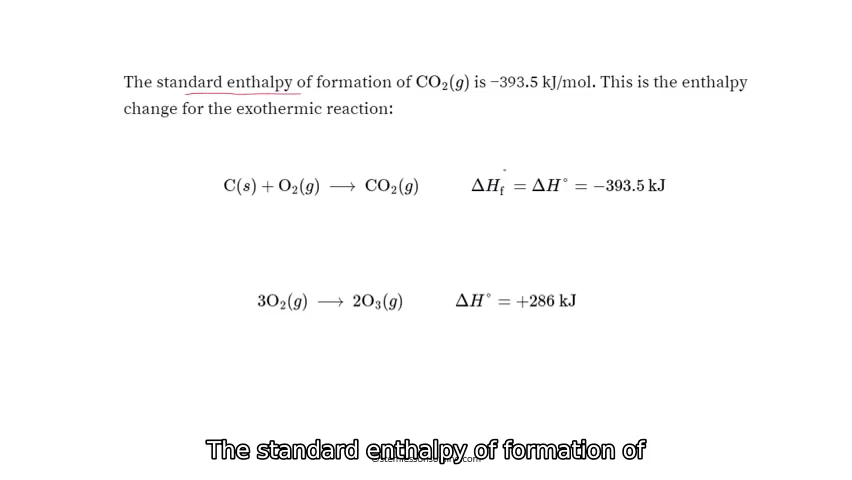 The standard enthalpy of formation of CO₂(g) is −393.5 kJ/mol. This is the enthalpy
change for the exothermic reaction:
C(s) + O₂(g) ⟶ CO₂(g) ΔH_f° = ΔH° = −393.5 kJ
3O₂(g) ⟶ 2O₃(g) ΔH° = +286 kJ
The standard enthalpy of formation of